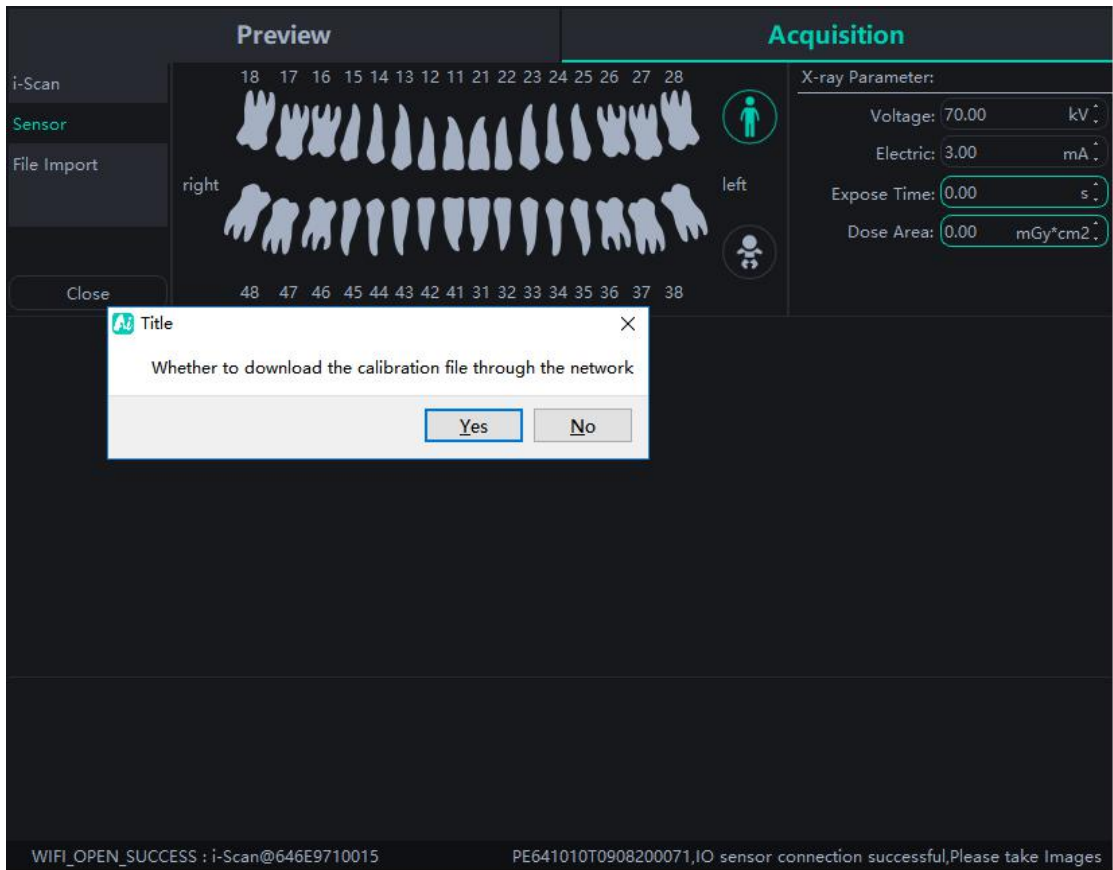 Preview
Acquisition
i-Scan
Sensor
File Import
Close
18 17 16 15 14 13 12 11 21 22 23 24 25 26 27 28
right
left
48 47 46 45 44 43 42 41 31 32 33 34 35 36 37 38
X-ray Parameter:
Voltage: 70.00 kV
Electric: 3.00 mA
Expose Time: 0.00 s
Dose Area: 0.00 mGy*cm2
Ai Title
Whether to download the calibration file through the network
Yes
No
WIFI_OPEN_SUCCESS : i-Scan@646E9710015
PE641010T0908200071,IO sensor connection successful,Please take Images